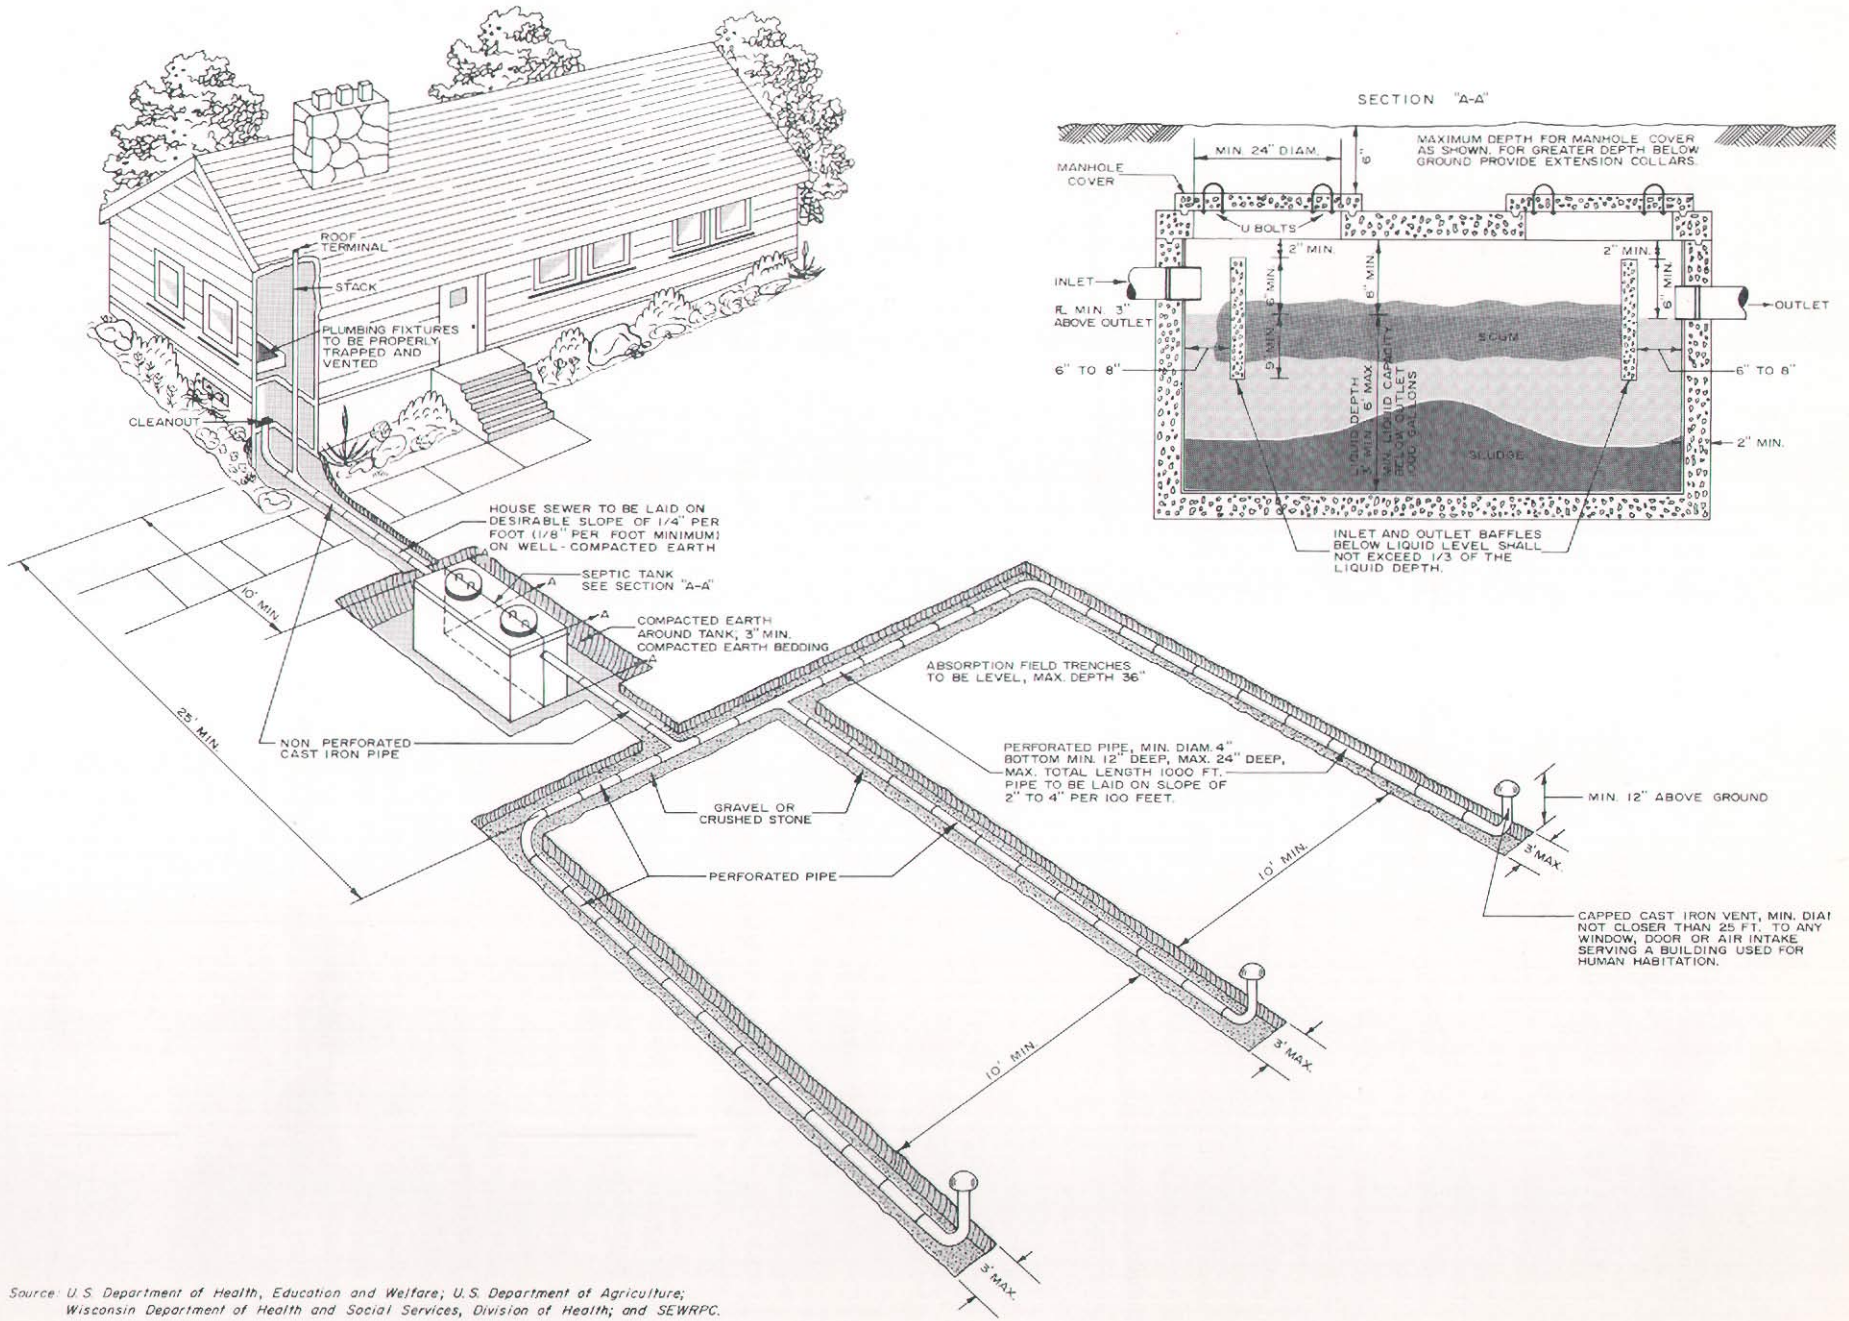 SECTION "A-A"
MAXIMUM DEPTH FOR MANHOLE COVER
AS SHOWN. FOR GREATER DEPTH BELOW
GROUND PROVIDE EXTENSION COLLARS.
MIN. 24" DIAM.
6"
MANHOLE
COVER
U BOLTS
2" MIN.
2" MIN.
INLET
6" MIN.
8" MIN.
6" MIN.
OUTLET
MIN. 3"
ABOVE OUTLET
SCUM
9" MIN.
6" TO 8"
6" TO 8"
LIQUID DEPTH
3' MIN. 6' MAX.
MIN. LIQUID CAPACITY
BELOW OUTLET
1000 GALLONS
2" MIN.
SLUDGE
INLET AND OUTLET BAFFLES
BELOW LIQUID LEVEL SHALL
NOT EXCEED 1/3 OF THE
LIQUID DEPTH.
ROOF
TERMINAL
STACK
PLUMBING FIXTURES
TO BE PROPERLY
TRAPPED AND
VENTED
CLEANOUT
HOUSE SEWER TO BE LAID ON
DESIRABLE SLOPE OF 1/4" PER
FOOT (1/8" PER FOOT MINIMUM)
ON WELL-COMPACTED EARTH
A
SEPTIC TANK
SEE SECTION "A-A"
A
A
A
COMPACTED EARTH
AROUND TANK; 3" MIN.
COMPACTED EARTH BEDDING
10' MIN.
25' MIN.
NON PERFORATED
CAST IRON PIPE
ABSORPTION FIELD TRENCHES
TO BE LEVEL, MAX. DEPTH 36"
PERFORATED PIPE, MIN. DIAM. 4"
BOTTOM MIN. 12" DEEP, MAX. 24" DEEP,
MAX. TOTAL LENGTH 1000 FT.
PIPE TO BE LAID ON SLOPE OF
2" TO 4" PER 100 FEET.
GRAVEL OR
CRUSHED STONE
PERFORATED PIPE
MIN. 12" ABOVE GROUND
3' MAX.
10' MIN.
CAPPED CAST IRON VENT, MIN. DIA
NOT CLOSER THAN 25 FT. TO ANY
WINDOW, DOOR OR AIR INTAKE
SERVING A BUILDING USED FOR
HUMAN HABITATION.
10' MIN.
3' MAX.
3' MAX.
Source: U.S. Department of Health, Education and Welfare; U.S. Department of Agriculture;
Wisconsin Department of Health and Social Services, Division of Health; and SEWRPC.